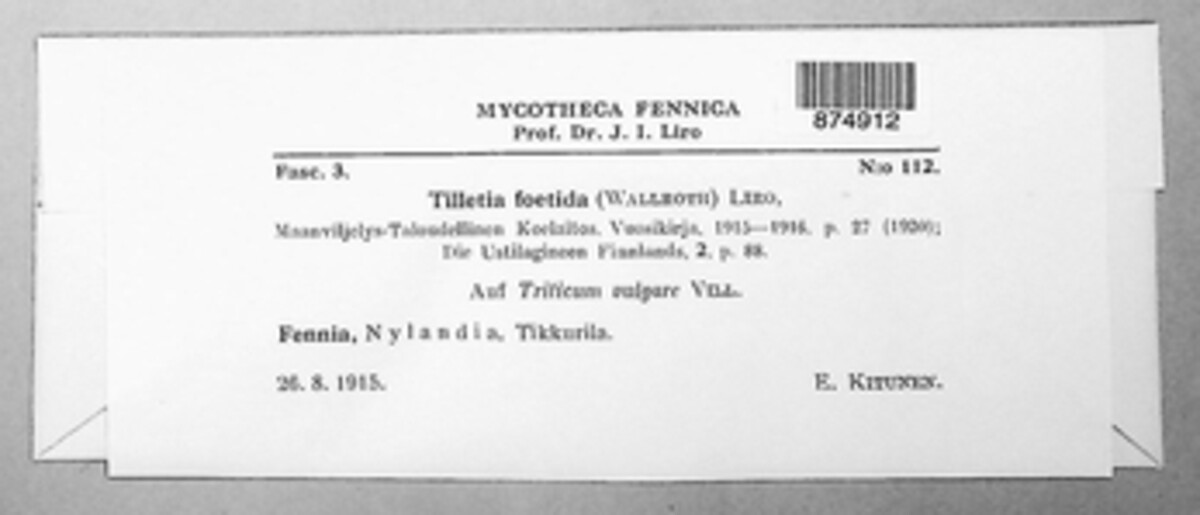 MYCOTHECA FENNICA
Prof. Dr. J. I. Liro
874912
Fasc. 3.
N:o 112.
Tilletia foetida (WALLROTH) LIRO,
Maanviljelys-Taloudellinen Koelaitos. Vuosikirja, 1915—1916. p. 27 (1920);
Die Ustilagineen Finnlands, 2, p. 88.
Auf Triticum vulgare VILL.
Fennia, Nylandia, Tikkurila.
26. 8. 1915.
E. KITUNEN.